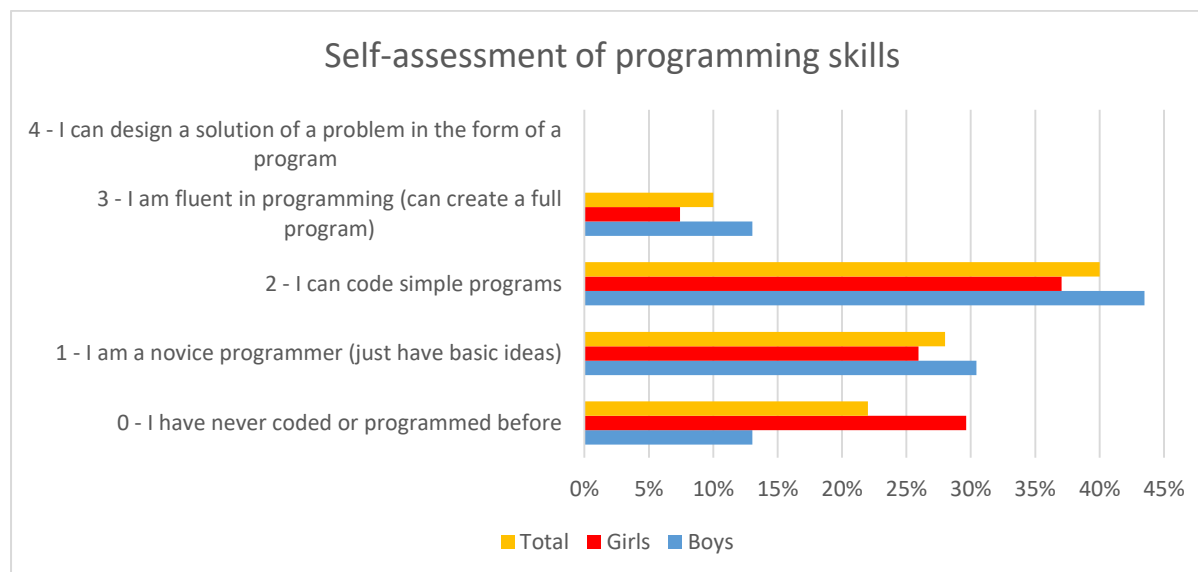 Self-assessment of programming skills
4 - I can design a solution of a problem in the form of a
program
3 - I am fluent in programming (can create a full
program)
2 - I can code simple programs
1 - I am a novice programmer (just have basic ideas)
0 - I have never coded or programmed before
0% 5% 10% 15% 20% 25% 30% 35% 40% 45%
Total Girls Boys